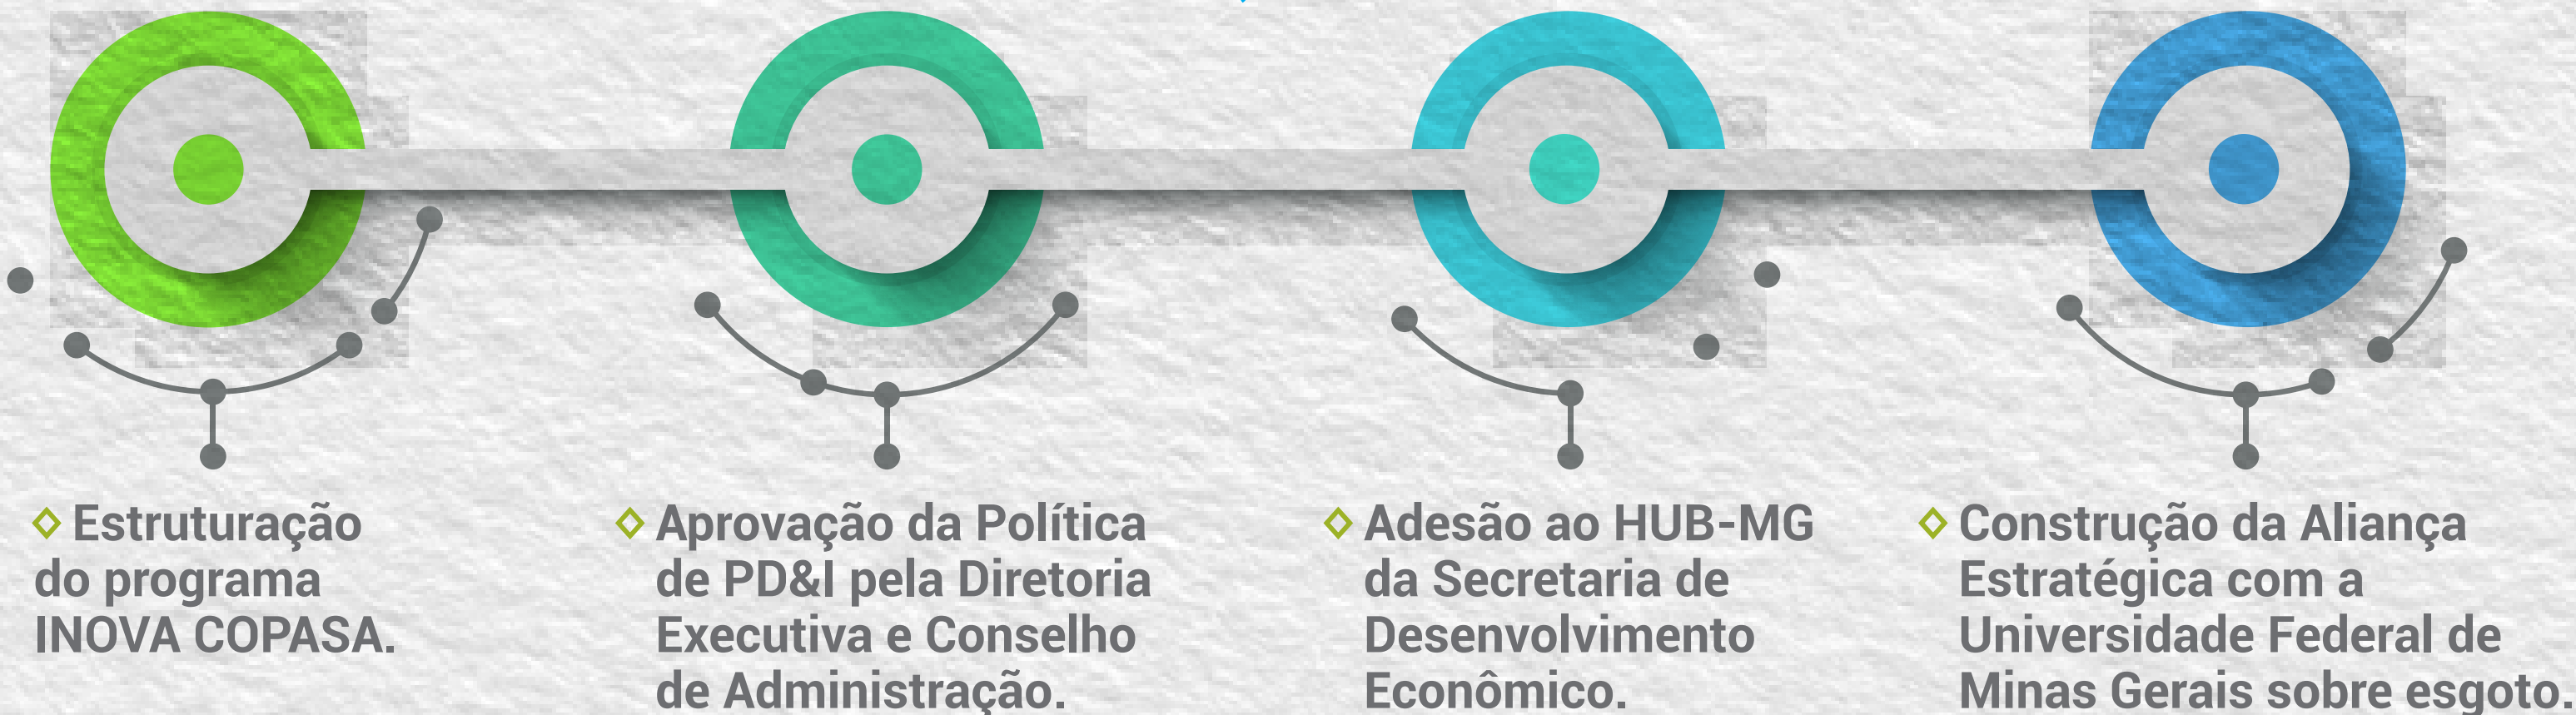 Estruturação
do programa
INOVA COPASA.
Aprovação da Política
de PD&I pela Diretoria
Executiva e Conselho
de Administração.
Adesão ao HUB-MG
da Secretaria de
Desenvolvimento
Econômico.
Construção da Aliança
Estratégica com a
Universidade Federal de
Minas Gerais sobre esgoto.